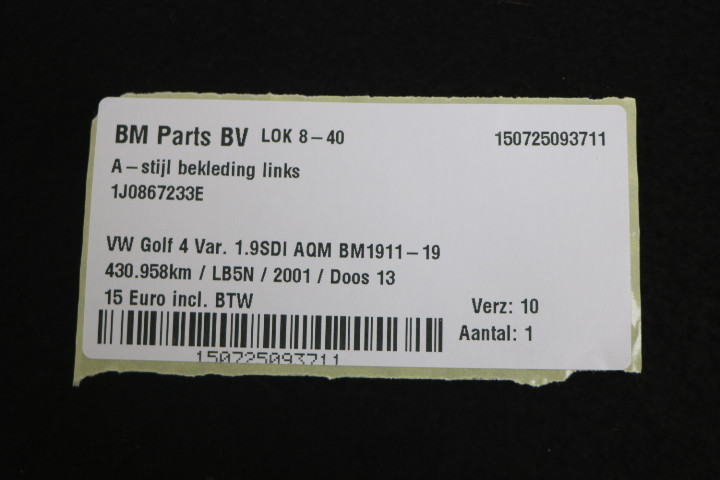 BM Parts BV LOK 8-40 150725093711
A-stijl bekleding links
1J0867233E
VW Golf 4 Var. 1.9SDI AQM BM1911-19
430.958km / LB5N / 2001 / Doos 13
15 Euro incl. BTW Verz: 10
Aantal: 1
150725093711